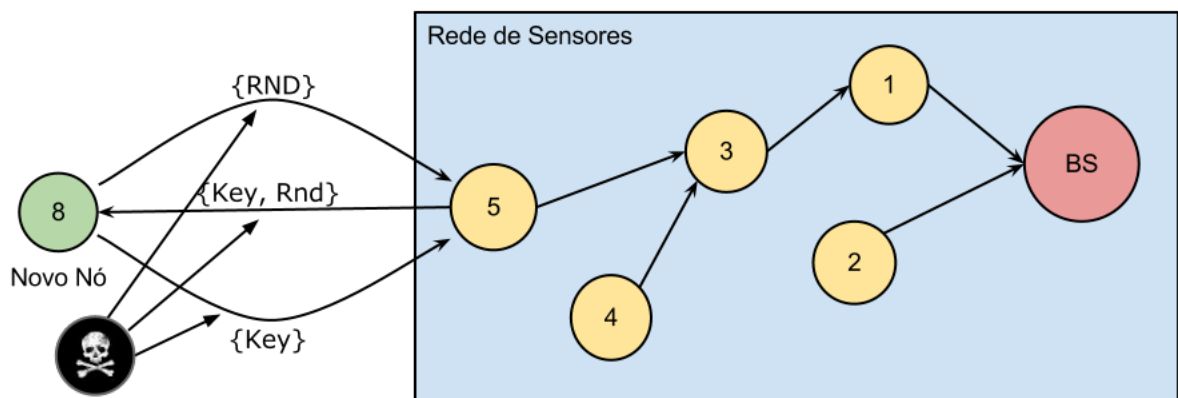 Rede de Sensores
{RND}
1
3
BS
{Key, Rnd}
8
5
2
Novo Nó
4
{Key}